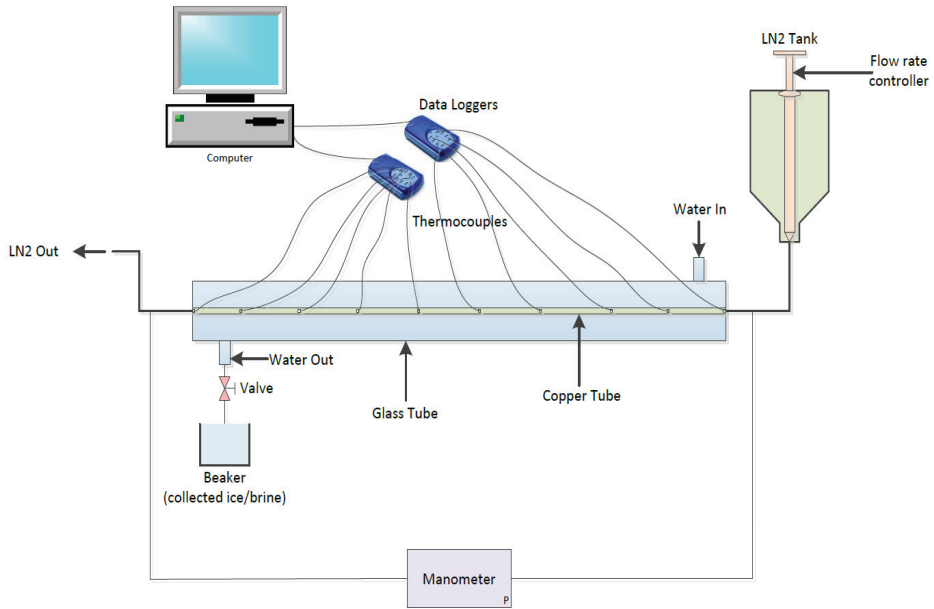 LN2 Tank
Flow rate
controller
Data Loggers
Computer
Thermocouples
Water In
LN2 Out
Water Out
Valve
Copper Tube
Glass Tube
Beaker
(collected ice/brine)
Manometer
P